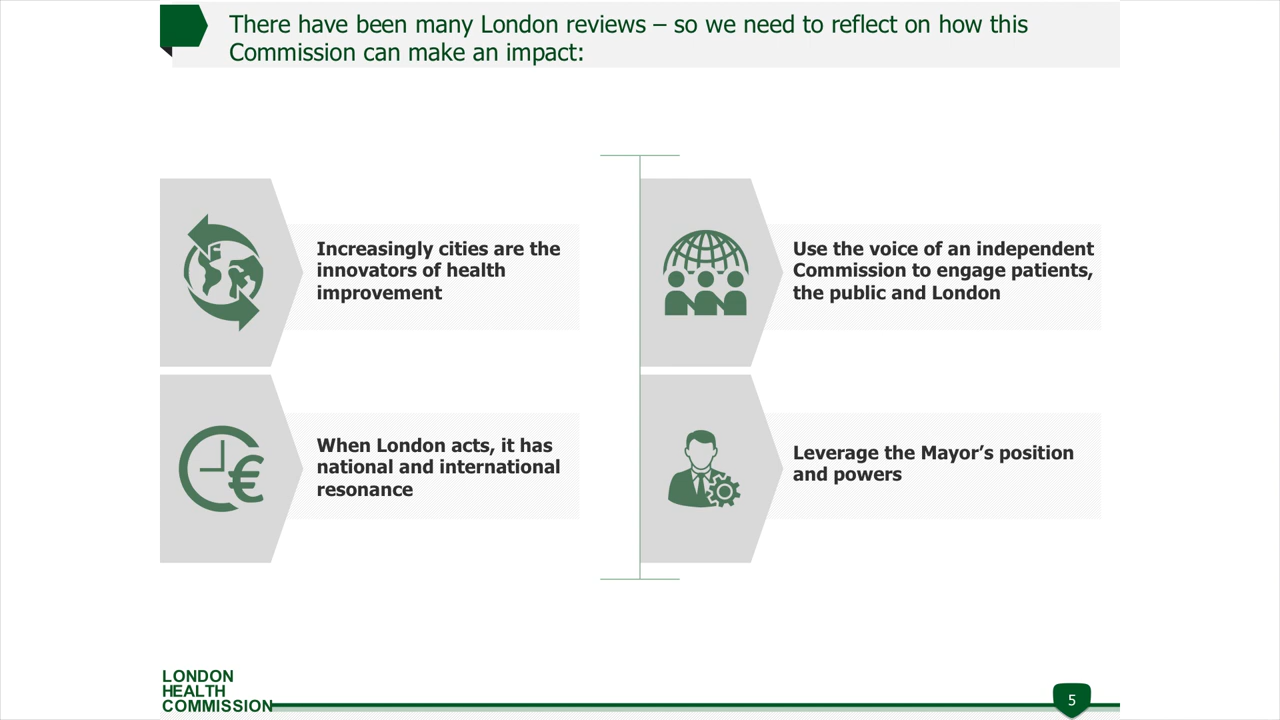 There have been many London reviews – so we need to reflect on how this
Commission can make an impact:
Increasingly cities are the
innovators of health
improvement
When London acts, it has
national and international
resonance
Use the voice of an independent
Commission to engage patients,
the public and London
Leverage the Mayor’s position
and powers
LONDON
HEALTH
COMMISSION
5